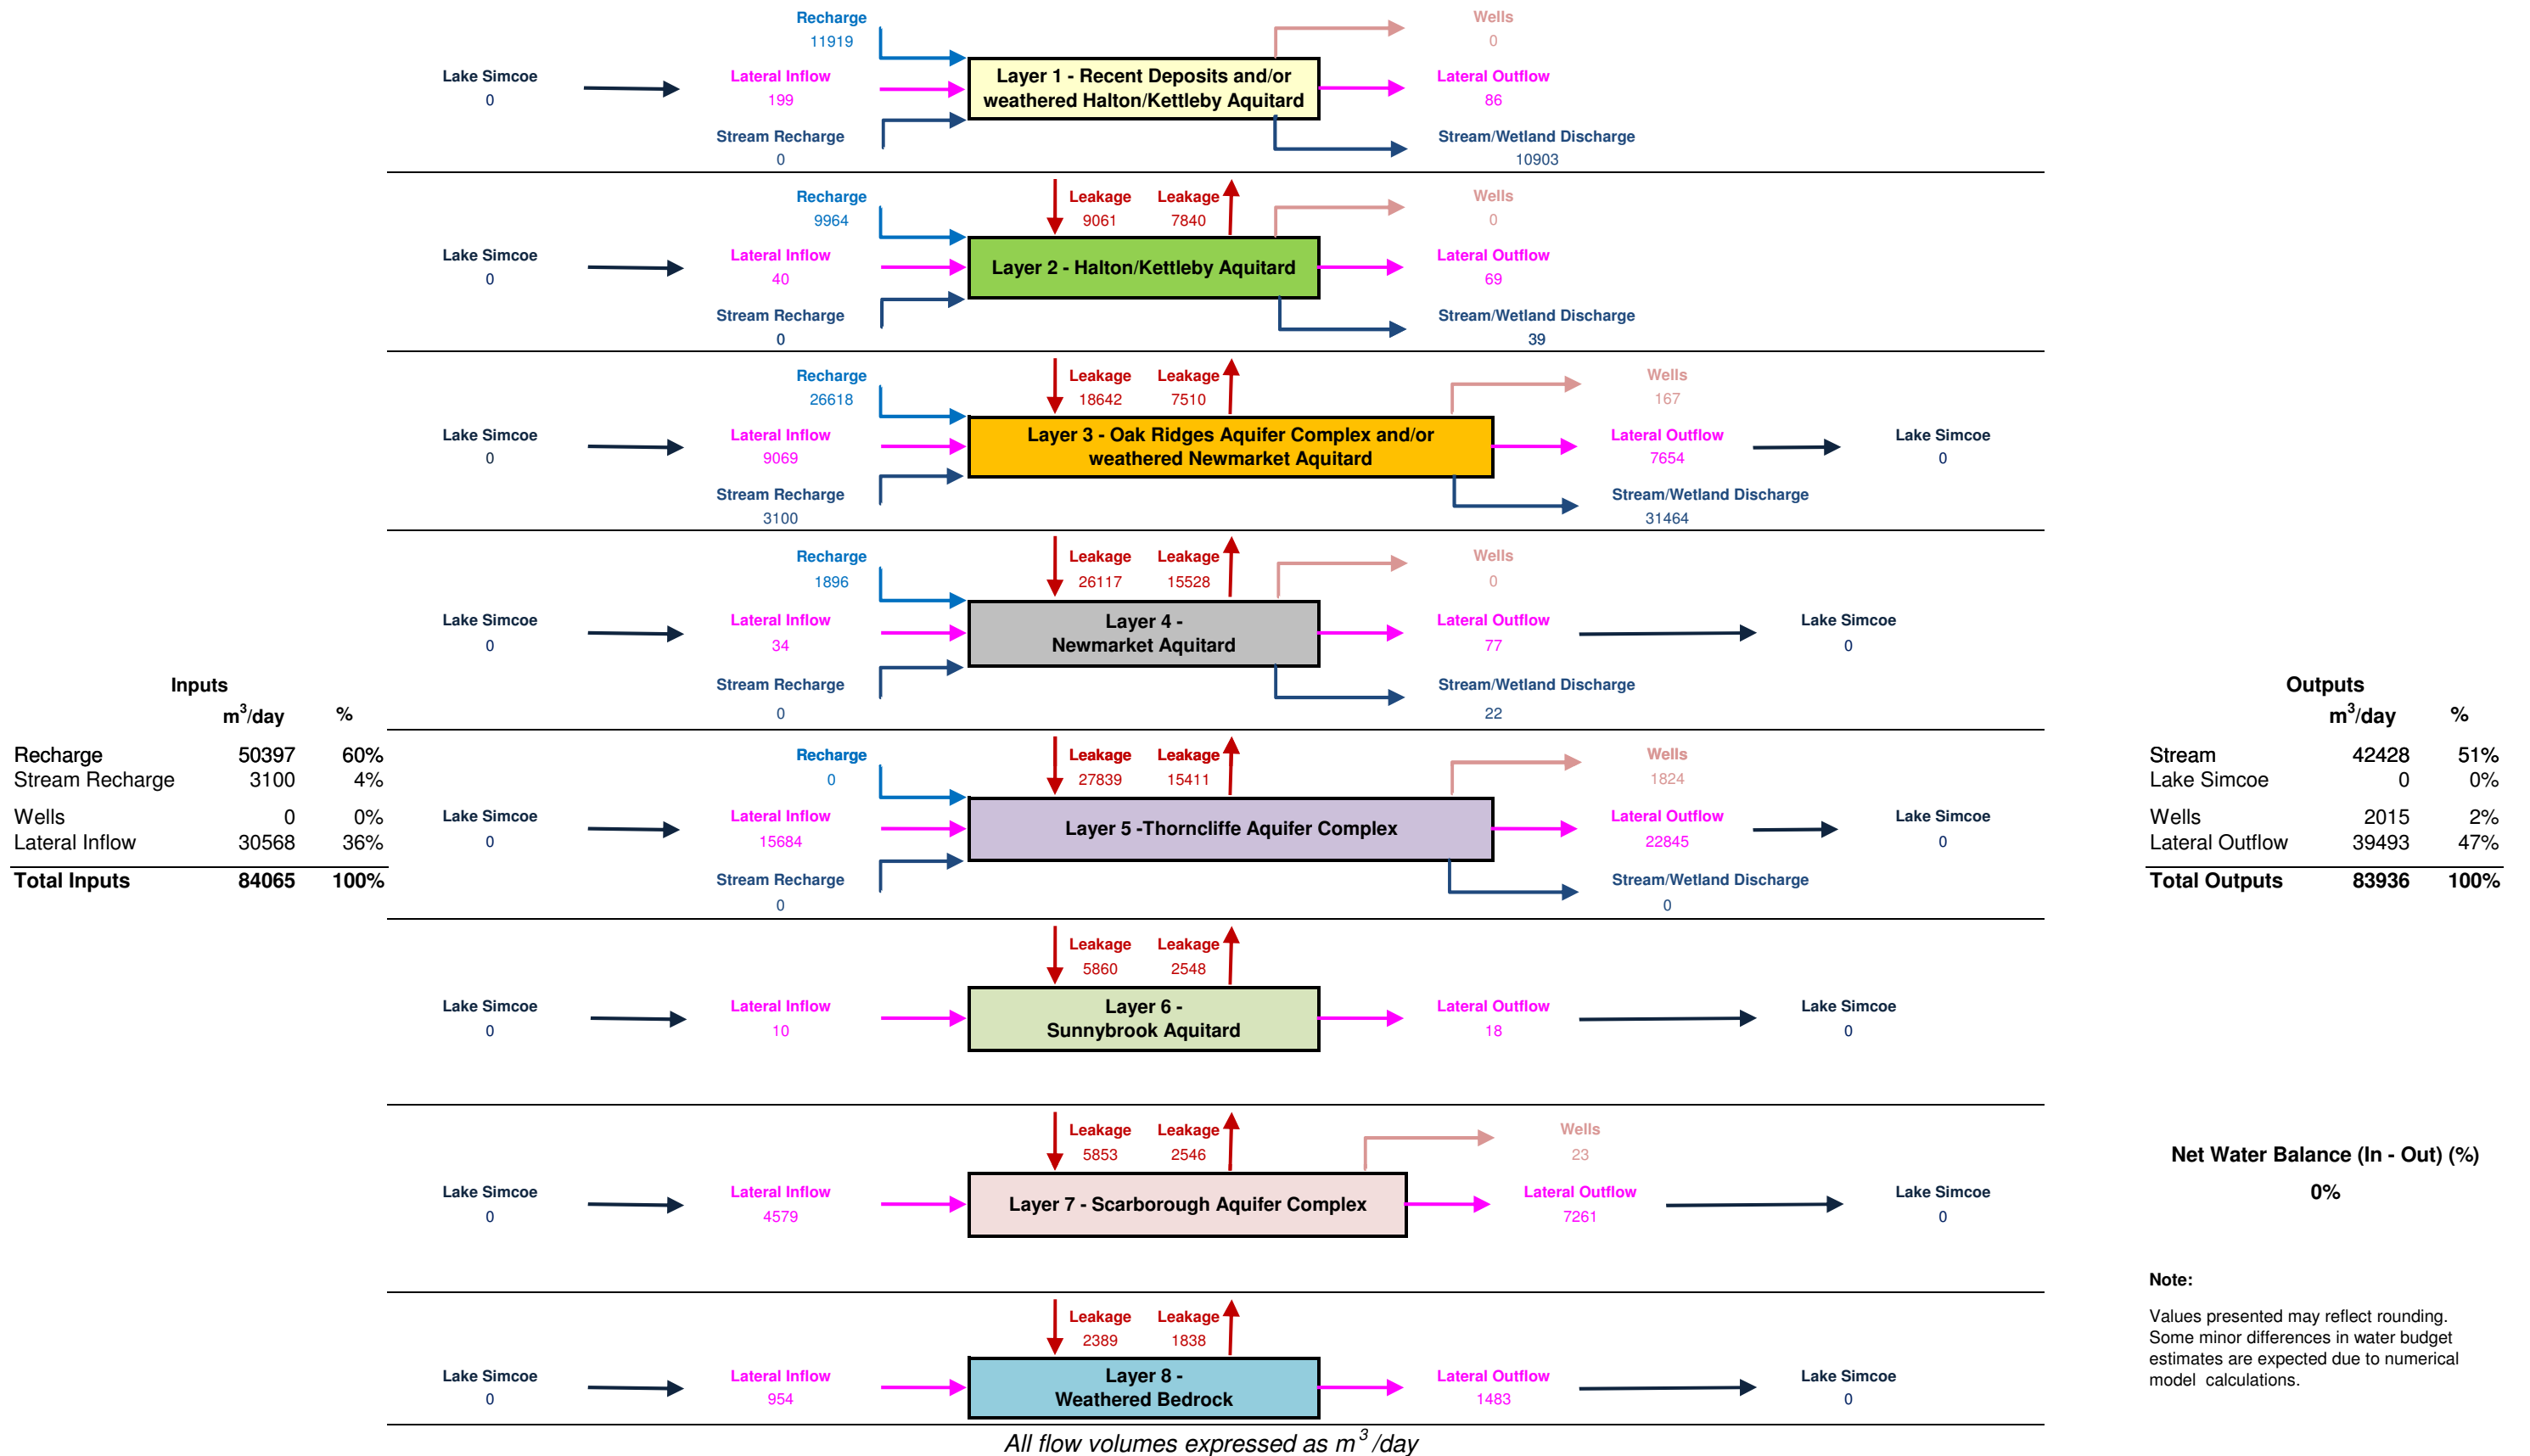 Recharge
11919
Wells
0
Lake Simcoe
0
Lateral Inflow
199
Layer 1 - Recent Deposits and/or
weathered Halton/Kettleby Aquitard
Lateral Outflow
86
Stream Recharge
0
Stream/Wetland Discharge
10903
Recharge
9964
Leakage
9061
Leakage
7840
Wells
0
Lake Simcoe
0
Lateral Inflow
40
Layer 2 - Halton/Kettleby Aquitard
Lateral Outflow
69
Stream Recharge
0
Stream/Wetland Discharge
39
Recharge
26618
Leakage
18642
Leakage
7510
Wells
167
Lake Simcoe
0
Lateral Inflow
9069
Layer 3 - Oak Ridges Aquifer Complex and/or
weathered Newmarket Aquitard
Lateral Outflow
7654
Lake Simcoe
0
Stream Recharge
3100
Stream/Wetland Discharge
31464
Recharge
1896
Leakage
26117
Leakage
15528
Wells
0
Lake Simcoe
0
Lateral Inflow
34
Layer 4 -
Newmarket Aquitard
Lateral Outflow
77
Lake Simcoe
0
Stream Recharge
0
Stream/Wetland Discharge
22
Inputs
m³/day %
Recharge 50397 60%
Stream Recharge 3100 4%
Wells 0 0%
Lateral Inflow 30568 36%
Total Inputs 84065 100%
Recharge
0
Leakage
27839
Leakage
15411
Wells
1824
Lake Simcoe
0
Lateral Inflow
15684
Layer 5 -Thorncliffe Aquifer Complex
Lateral Outflow
22845
Lake Simcoe
0
Stream Recharge
0
Stream/Wetland Discharge
0
Outputs
m³/day %
Stream 42428 51%
Lake Simcoe 0 0%
Wells 2015 2%
Lateral Outflow 39493 47%
Total Outputs 83936 100%
Leakage
5860
Leakage
2548
Lake Simcoe
0
Lateral Inflow
10
Layer 6 -
Sunnybrook Aquitard
Lateral Outflow
18
Lake Simcoe
0
Leakage
5853
Leakage
2546
Wells
23
Lake Simcoe
0
Lateral Inflow
4579
Layer 7 - Scarborough Aquifer Complex
Lateral Outflow
7261
Lake Simcoe
0
Net Water Balance (In - Out) (%)
0%
Leakage
2389
Leakage
1838
Lake Simcoe
0
Lateral Inflow
954
Layer 8 -
Weathered Bedrock
Lateral Outflow
1483
Lake Simcoe
0
Note:
Values presented may reflect rounding.
Some minor differences in water budget
estimates are expected due to numerical
model calculations.
All flow volumes expressed as m³/day